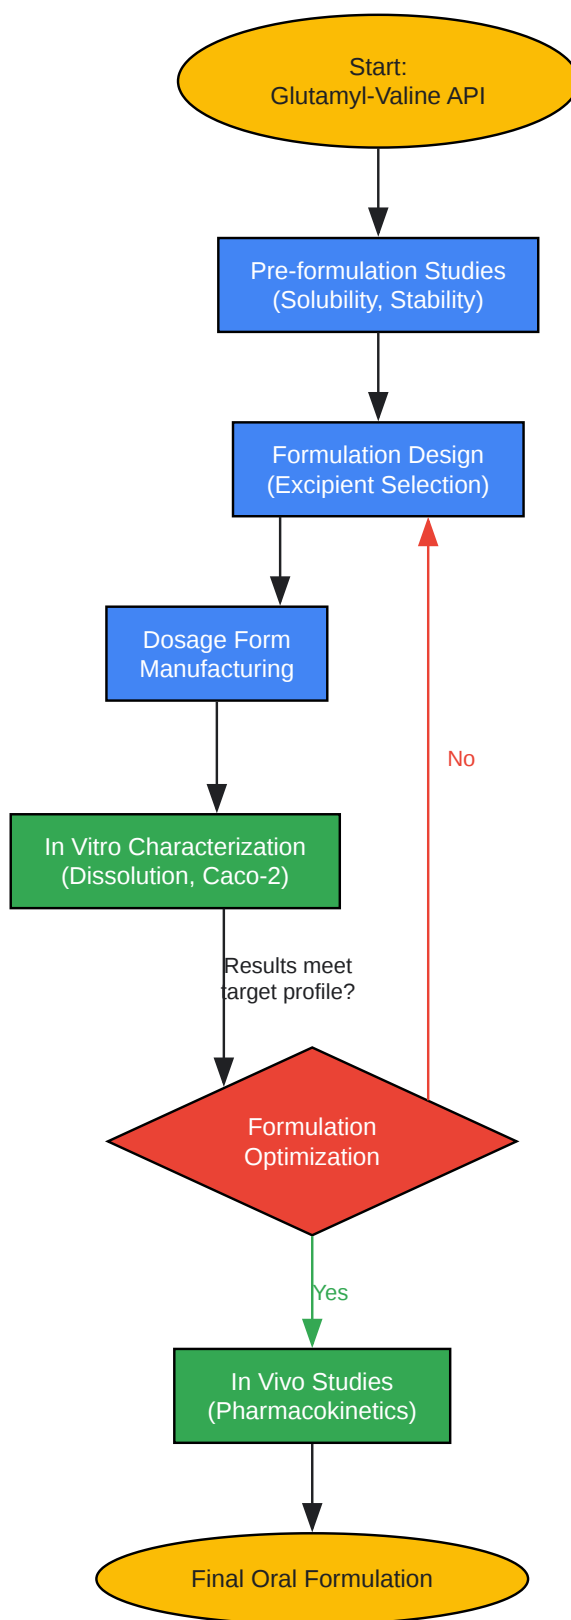 Start:
Glutamyl-Valine API
Pre-formulation Studies
(Solubility, Stability)
Formulation Design
(Excipient Selection)
Dosage Form
Manufacturing
No
In Vitro Characterization
(Dissolution, Caco-2)
Results meet
target profile?
Formulation
Optimization
Yes
In Vivo Studies
(Pharmacokinetics)
Final Oral Formulation